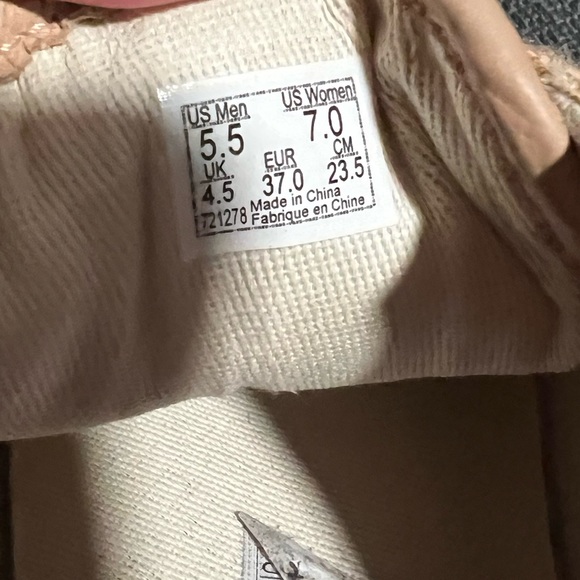 US Men US Women
5.5 7.0
UK EUR CM
4.5 37.0 23.5
721278 Made in China
Fabrique en Chine